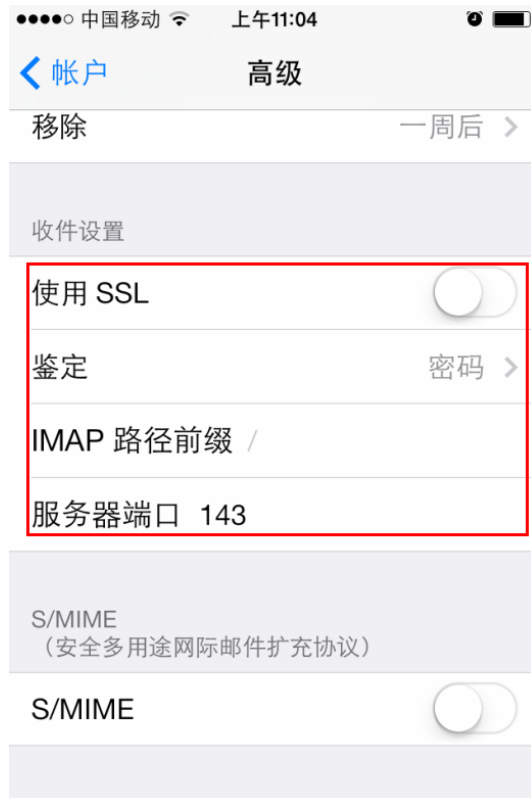 中国移动 上午11:04
帐户 高级
移除 一周后
收件设置
使用 SSL
鉴定 密码
IMAP 路径前缀 /
服务器端口 143
S/MIME
（安全多用途网际邮件扩充协议）
S/MIME